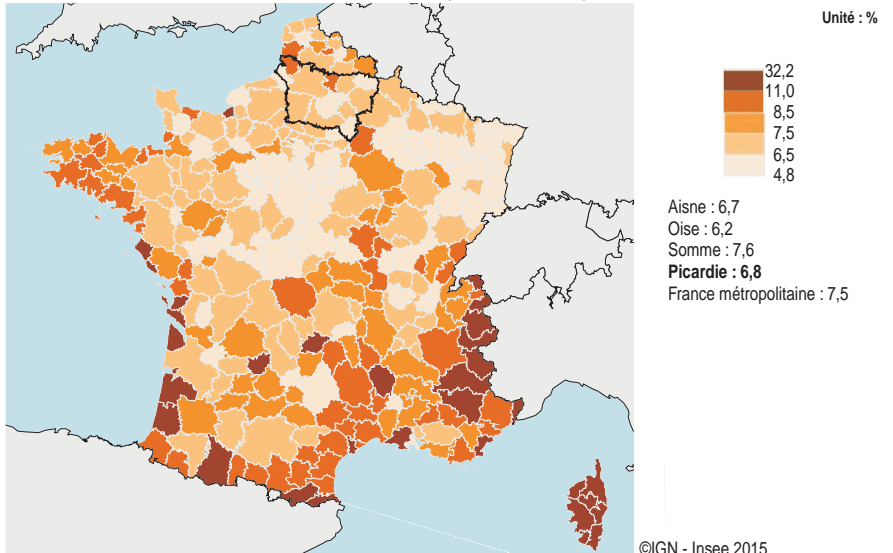 Unité : %
32,2
11,0
8,5
7,5
6,5
4,8
Aisne : 6,7
Oise : 6,2
Somme : 7,6
Picardie : 6,8
France métropolitaine : 7,5
©IGN - Insee 2015